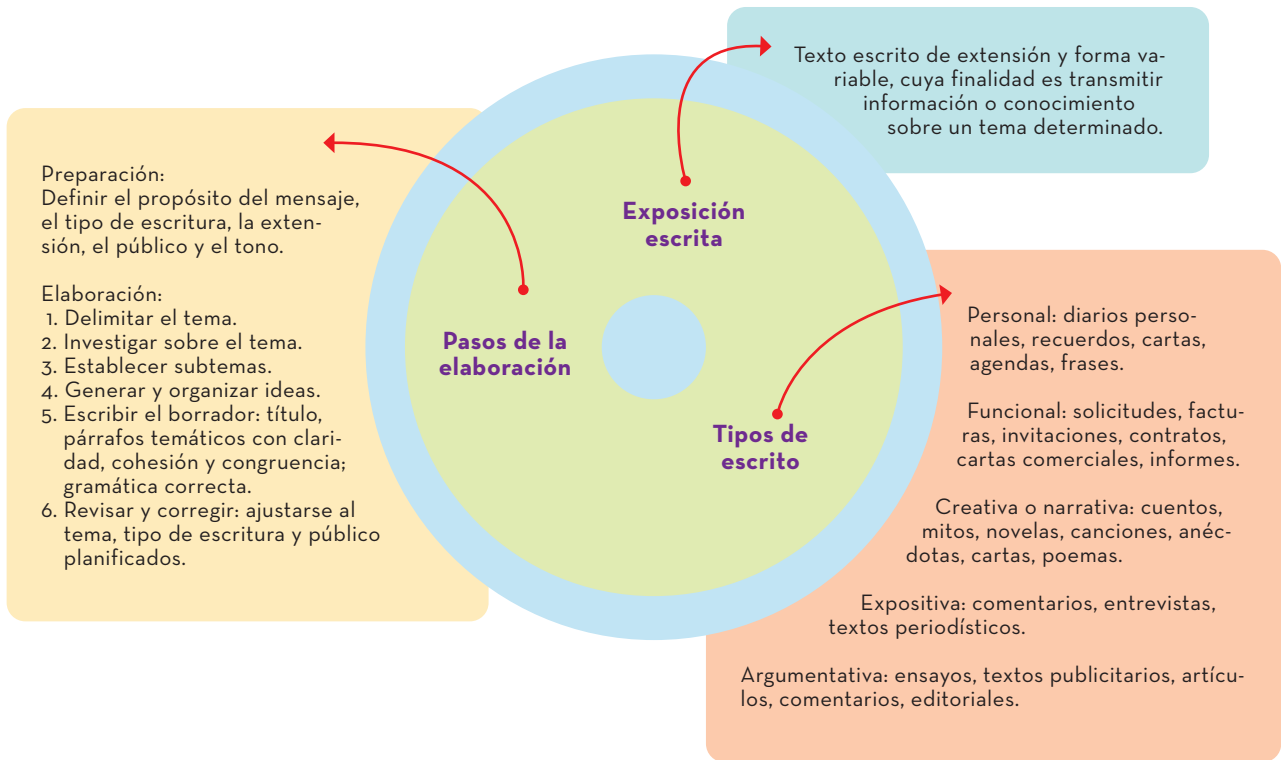 Texto escrito de extensión y forma va-
riable, cuya finalidad es transmitir
información o conocimiento
sobre un tema determinado.
Exposición
escrita
Preparación:
Definir el propósito del mensaje,
el tipo de escritura, la exten-
sión, el público y el tono.
Elaboración:
1. Delimitar el tema.
2. Investigar sobre el tema.
3. Establecer subtemas.
4. Generar y organizar ideas.
5. Escribir el borrador: título,
párrafos temáticos con clari-
dad, cohesión y congruencia;
gramática correcta.
6. Revisar y corregir: ajustarse al
tema, tipo de escritura y público
planificados.
Pasos de la
elaboración
Tipos de
escrito
Personal: diarios perso-
nales, recuerdos, cartas,
agendas, frases.
Funcional: solicitudes, factu-
ras, invitaciones, contratos,
cartas comerciales, informes.
Creativa o narrativa: cuentos,
mitos, novelas, canciones, anéc-
dotas, cartas, poemas.
Expositiva: comentarios, entrevistas,
textos periodísticos.
Argumentativa: ensayos, textos publicitarios, artícu-
los, comentarios, editoriales.